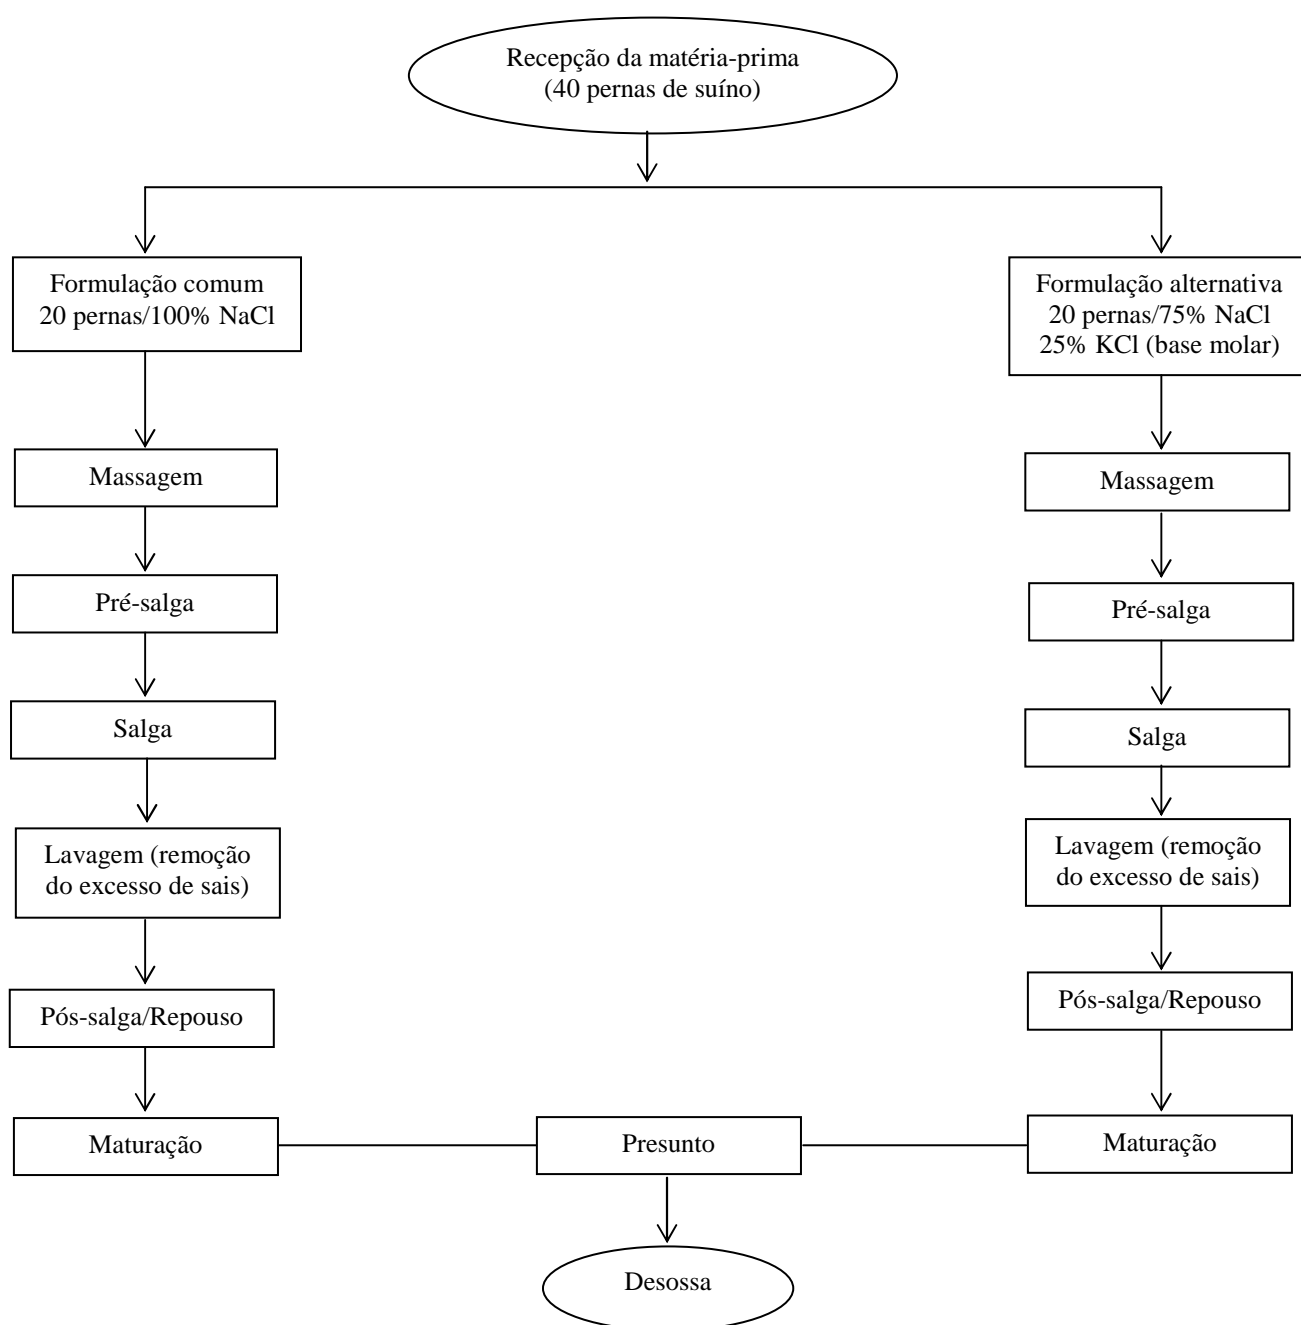 Recepção da matéria-prima
(40 pernas de suíno)
Formulação comum
20 pernas/100% NaCl
Formulação alternativa
20 pernas/75% NaCl
25% KCl (base molar)
Massagem
Massagem
Pré-salga
Pré-salga
Salga
Salga
Lavagem (remoção
do excesso de sais)
Lavagem (remoção
do excesso de sais)
Pós-salga/Repouso
Pós-salga/Repouso
Maturação
Presunto
Maturação
Desossa